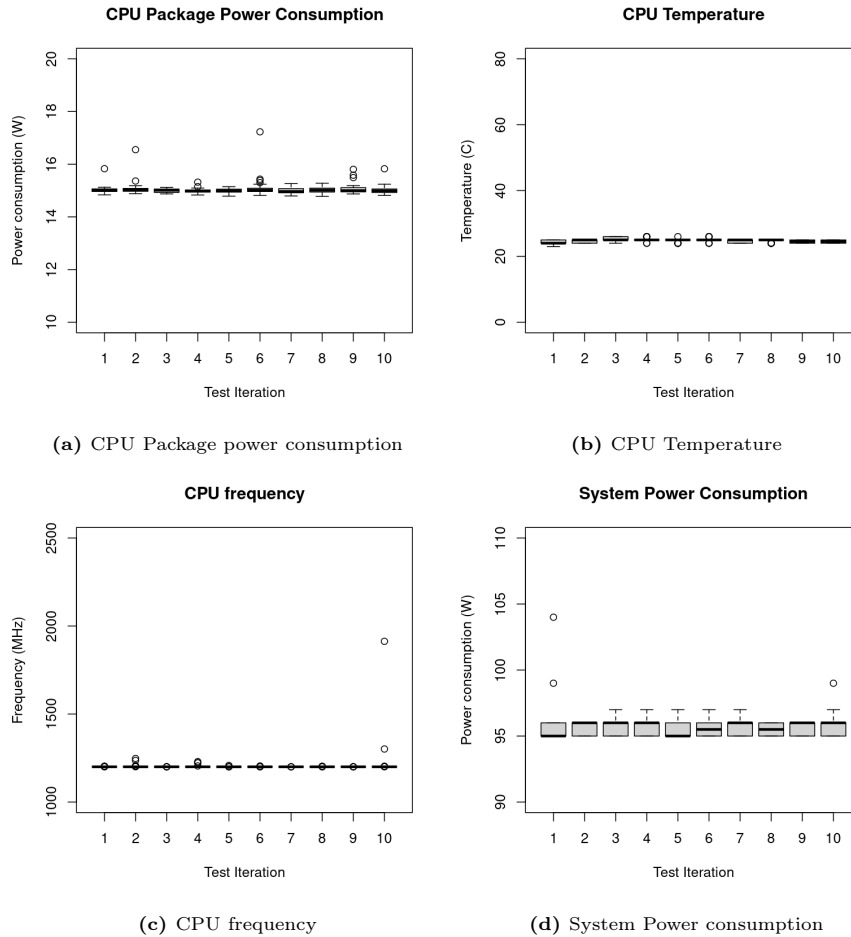 CPU Package Power Consumption
Power consumption (W)
20
18
16
14
12
10
1 2 3 4 5 6 7 8 9 10
Test Iteration
(a) CPU Package power consumption
CPU Temperature
Temperature (C)
80
60
40
20
0
1 2 3 4 5 6 7 8 9 10
Test Iteration
(b) CPU Temperature
CPU frequency
Frequency (MHz)
2500
2000
1500
1000
1 2 3 4 5 6 7 8 9 10
Test Iteration
(c) CPU frequency
System Power Consumption
Power consumption (W)
110
105
100
95
90
1 2 3 4 5 6 7 8 9 10
Test Iteration
(d) System Power consumption